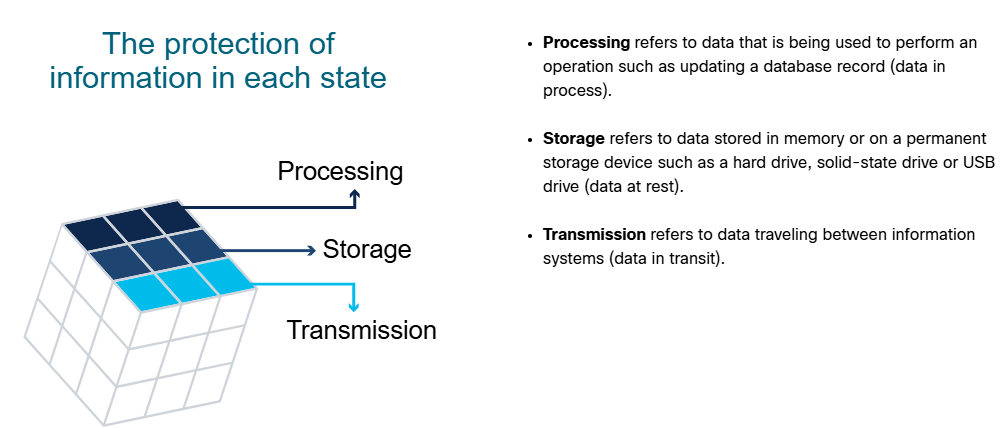 The protection of
information in each state
Processing
Storage
Transmission
• Processing refers to data that is being used to perform an
operation such as updating a database record (data in
process).
• Storage refers to data stored in memory or on a permanent
storage device such as a hard drive, solid-state drive or USB
drive (data at rest).
• Transmission refers to data traveling between information
systems (data in transit).